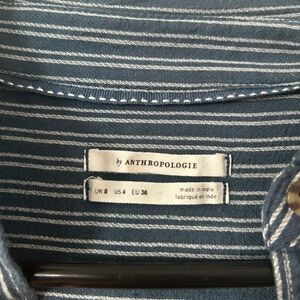 by ANTHROPOLOGIE
UK 8 US 4 EU 36
made in india
fabriqué en inde